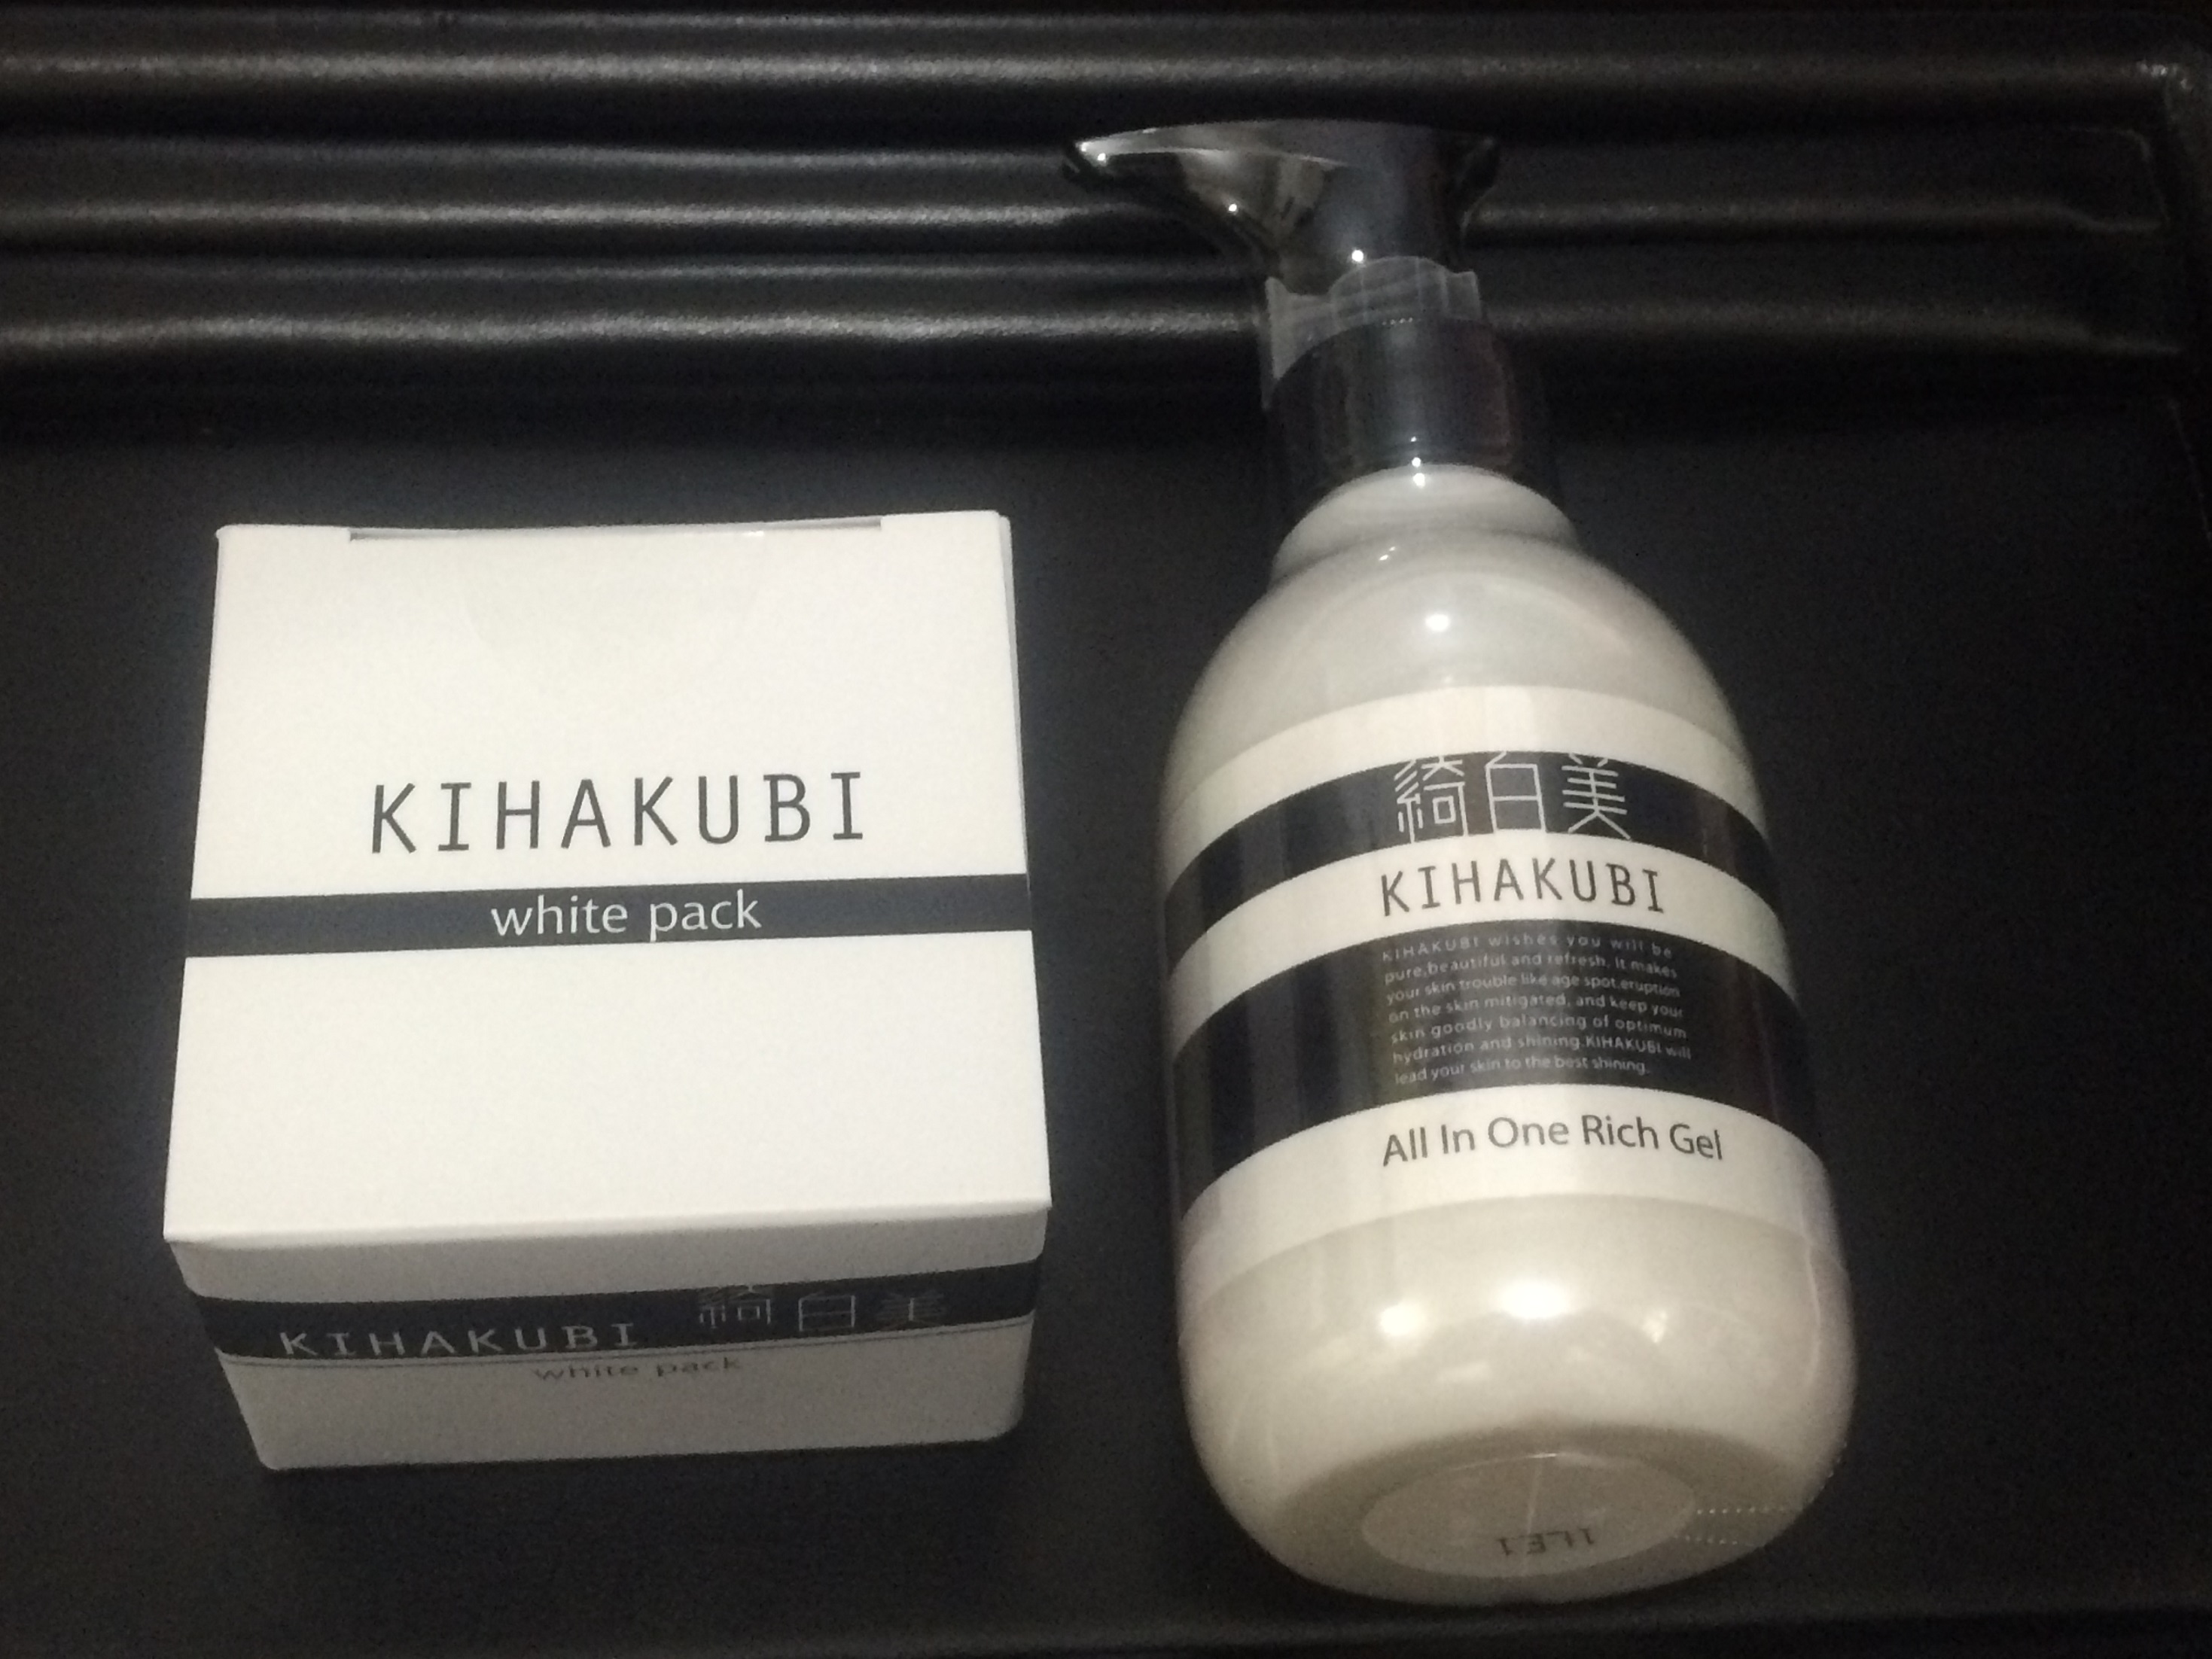 KIHAKUBI
white pack
KIHAKUBI 綺白美
white pack
綺白美
KIHAKUBI
KIHAKUBI wishes you will be
pure,beautiful and refresh. It makes
your skin trouble like age spot,eruption
on the skin mitigated, and keep your
skin goodly balancing of optimum
hydration and shining.KIHAKUBI will
lead your skin to the best shining.
All In One Rich Gel